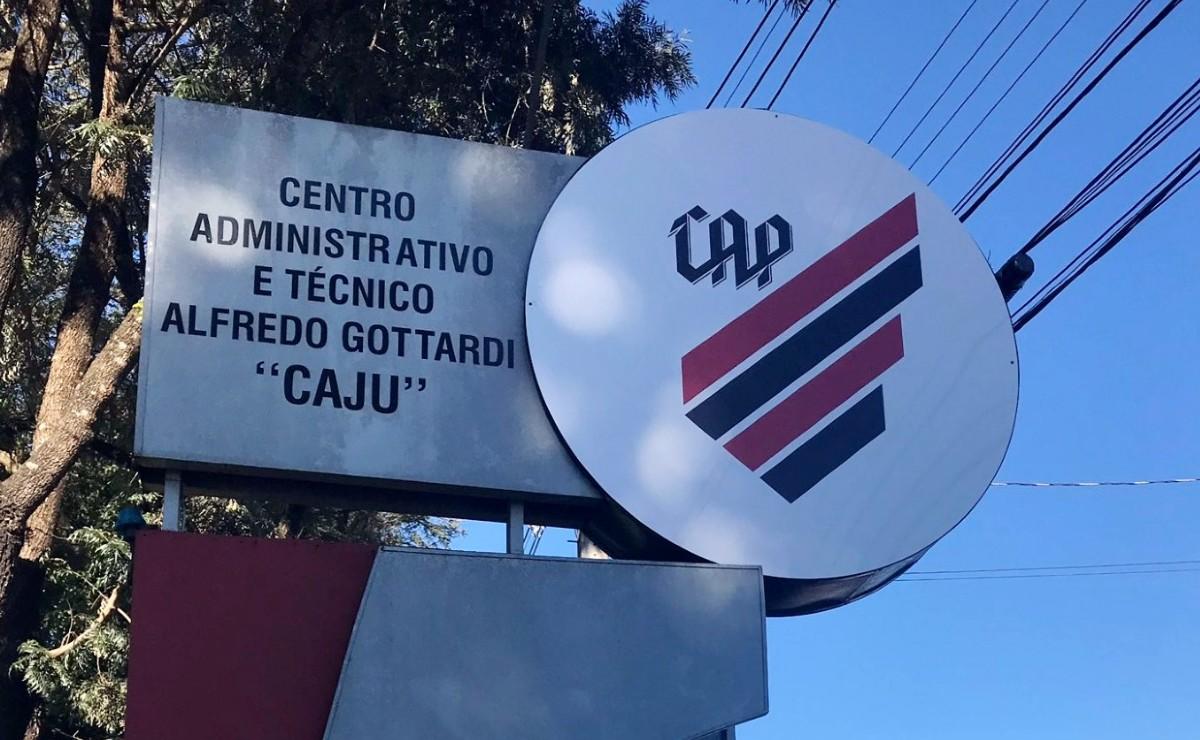 CENTRO
ADMINISTRATIVO
E TÉCNICO
ALFREDO GOTTARDI
“CAJU”
CAP